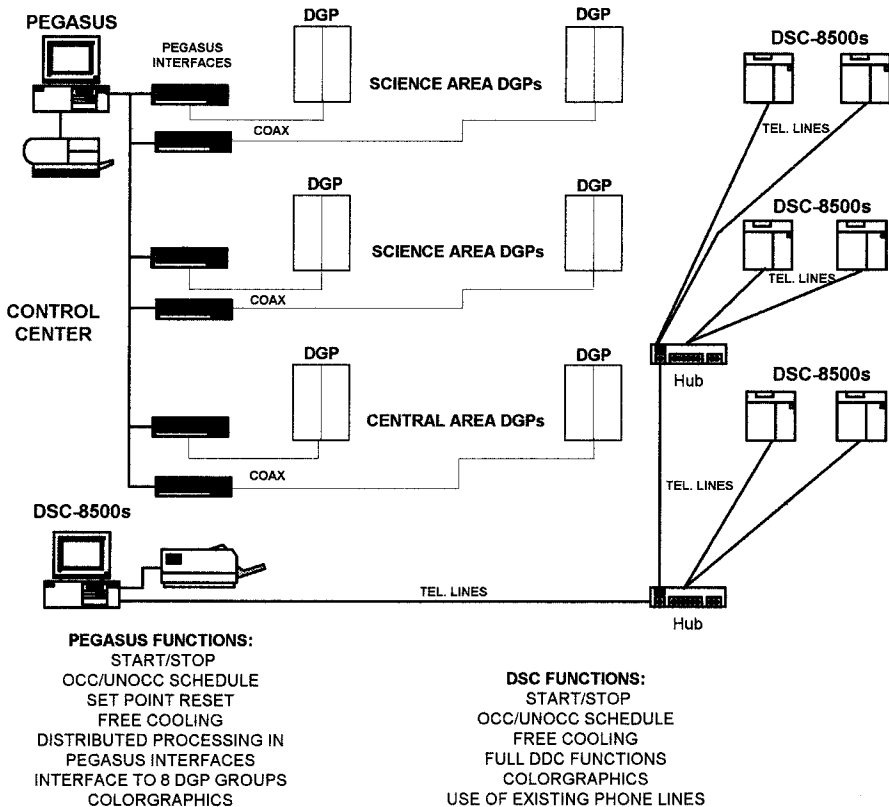 PEGASUS
DGP
DGP
DSC-8500s
PEGASUS
INTERFACES
SCIENCE AREA DGPs
COAX
TEL. LINES
DGP
DGP
DSC-8500s
SCIENCE AREA DGPs
TEL. LINES
COAX
CONTROL
CENTER
DGP
DGP
Hub
DSC-8500s
CENTRAL AREA DGPs
COAX
TEL. LINES
DSC-8500s
TEL. LINES
Hub
PEGASUS FUNCTIONS:
START/STOP
OCC/UNOCC SCHEDULE
SET POINT RESET
FREE COOLING
DISTRIBUTED PROCESSING IN
PEGASUS INTERFACES
INTERFACE TO 8 DGP GROUPS
COLORGRAPHICS
DSC FUNCTIONS:
START/STOP
OCC/UNOCC SCHEDULE
FREE COOLING
FULL DDC FUNCTIONS
COLORGRAPHICS
USE OF EXISTING PHONE LINES